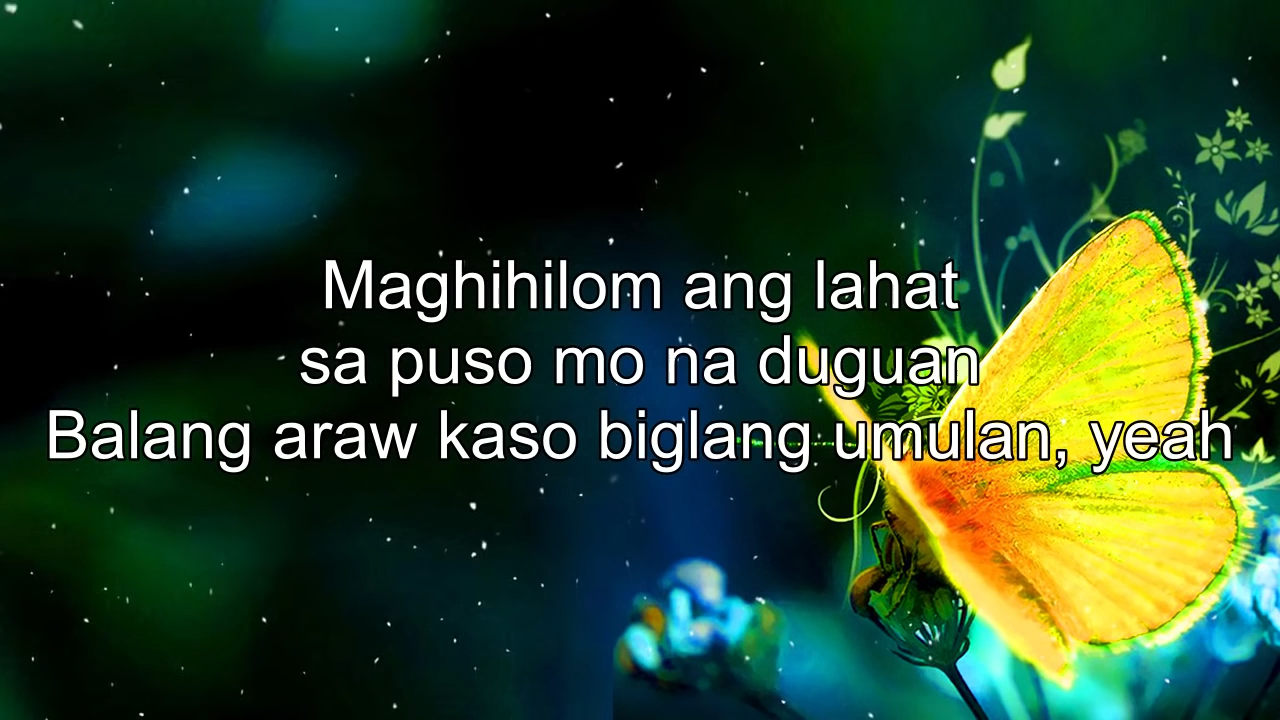 Maghihilom ang lahat
sa puso mo na duguan
Balang araw kaso biglang umulan, yeah